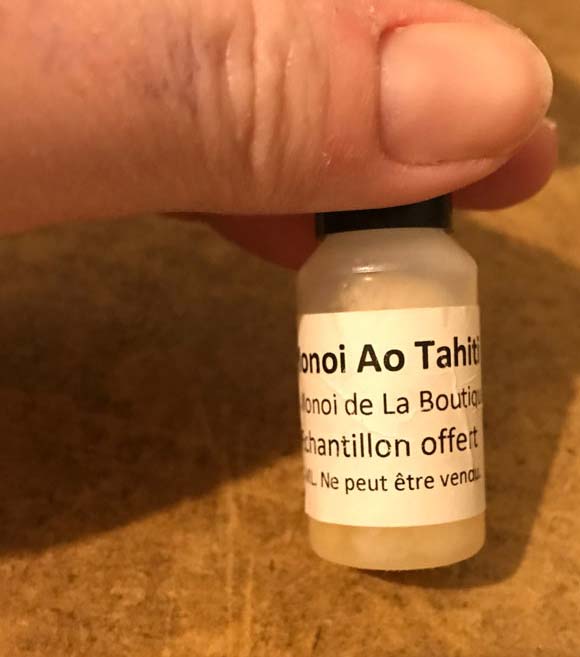 onoi Ao Tahiti
onoi de La Boutiqu
chantillon offert
ML. Ne peut être vendu.